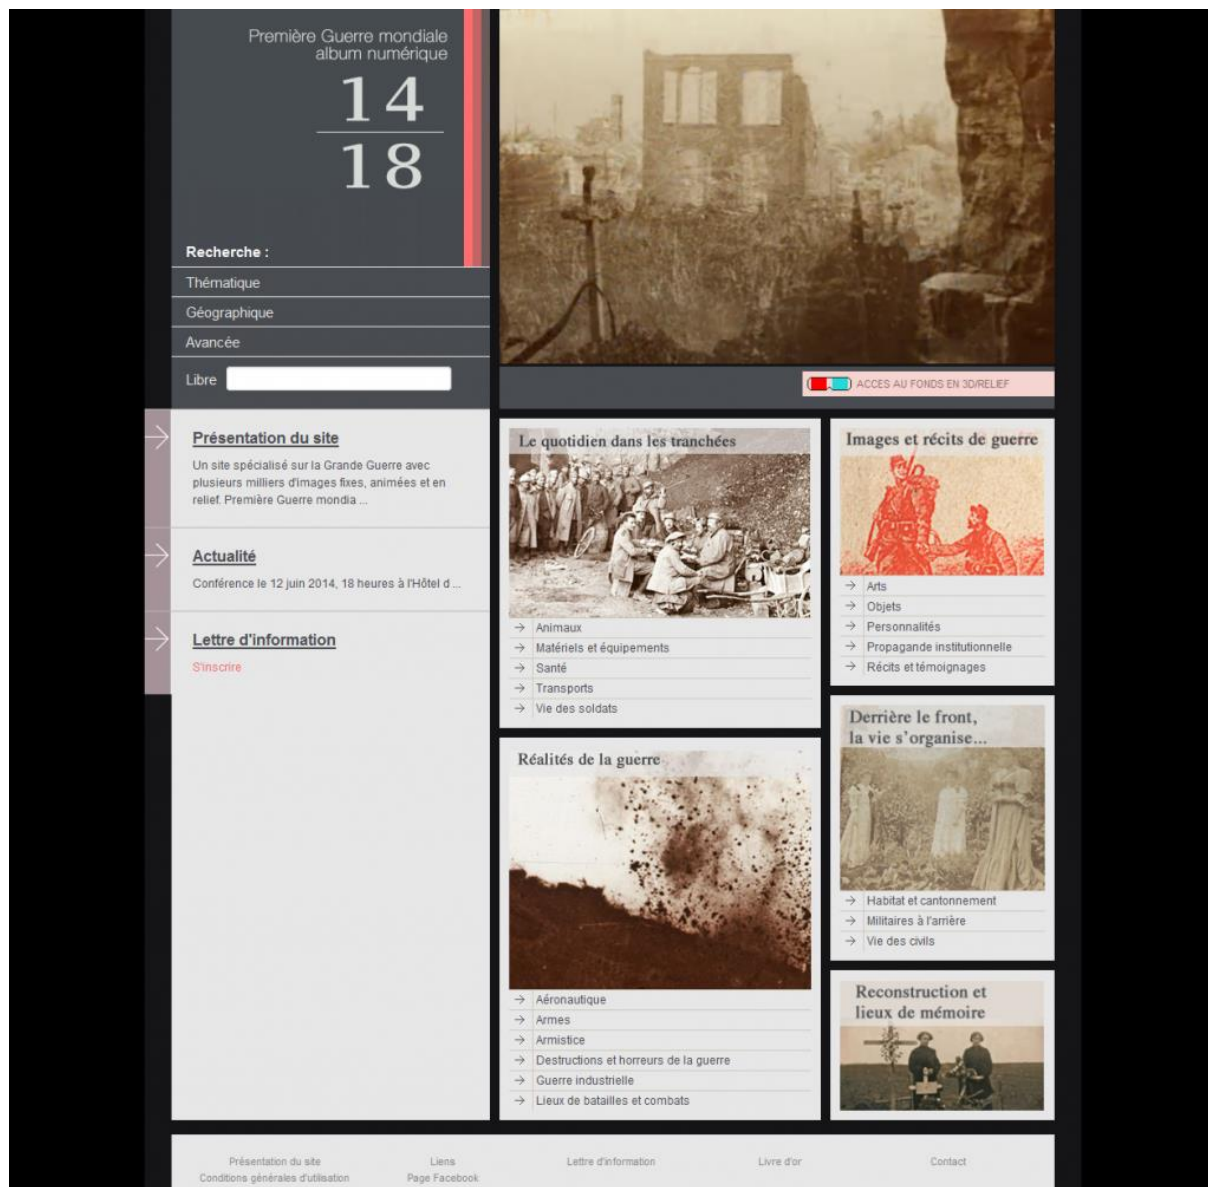 Première Guerre mondiale
album numérique
14
18
Recherche :
Thématique
Géographique
Avancée
Libre
ACCES AU FONDS EN 3D/RELIEF
Présentation du site
Un site spécialisé sur la Grande Guerre avec
plusieurs milliers d'images fixes, animées et en
relief. Première Guerre mondia ...
Actualité
Conférence le 12 juin 2014, 18 heures à l'Hôtel d ...
Lettre d'information
S'inscrire
Le quotidien dans les tranchées
Animaux
Matériels et équipements
Santé
Transports
Vie des soldats
Réalités de la guerre
Aéronautique
Armes
Armistice
Destructions et horreurs de la guerre
Guerre industrielle
Lieux de batailles et combats
Images et récits de guerre
Arts
Objets
Personnalités
Propagande institutionnelle
Récits et témoignages
Derrière le front,
la vie s'organise...
Habitat et cantonnement
Militaires à l'arrière
Vie des civils
Reconstruction et
lieux de mémoire
Présentation du site Liens Lettre d'information Livre d'or Contact
Conditions générales d'utilisation Page Facebook